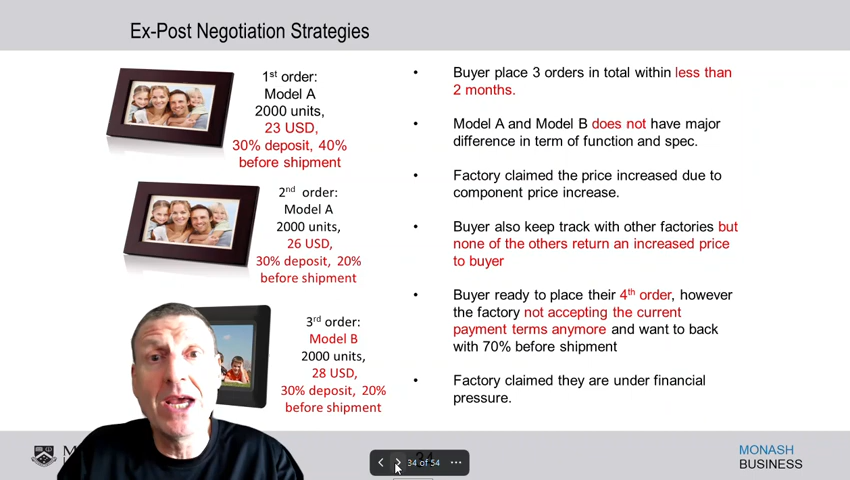 Ex-Post Negotiation Strategies
1st order:
Model A
2000 units,
23 USD,
30% deposit, 40%
before shipment
2nd order:
Model A
2000 units,
26 USD,
30% deposit, 20%
before shipment
3rd order:
Model B
2000 units,
28 USD,
30% deposit, 20%
before shipment
• Buyer place 3 orders in total within less than
2 months.
• Model A and Model B does not have major
difference in term of function and spec.
• Factory claimed the price increased due to
component price increase.
• Buyer also keep track with other factories but
none of the others return an increased price
to buyer
• Buyer ready to place their 4th order, however
the factory not accepting the current
payment terms anymore and want to back
with 70% before shipment
• Factory claimed they are under financial
pressure.
34 of 54
MONASH
BUSINESS